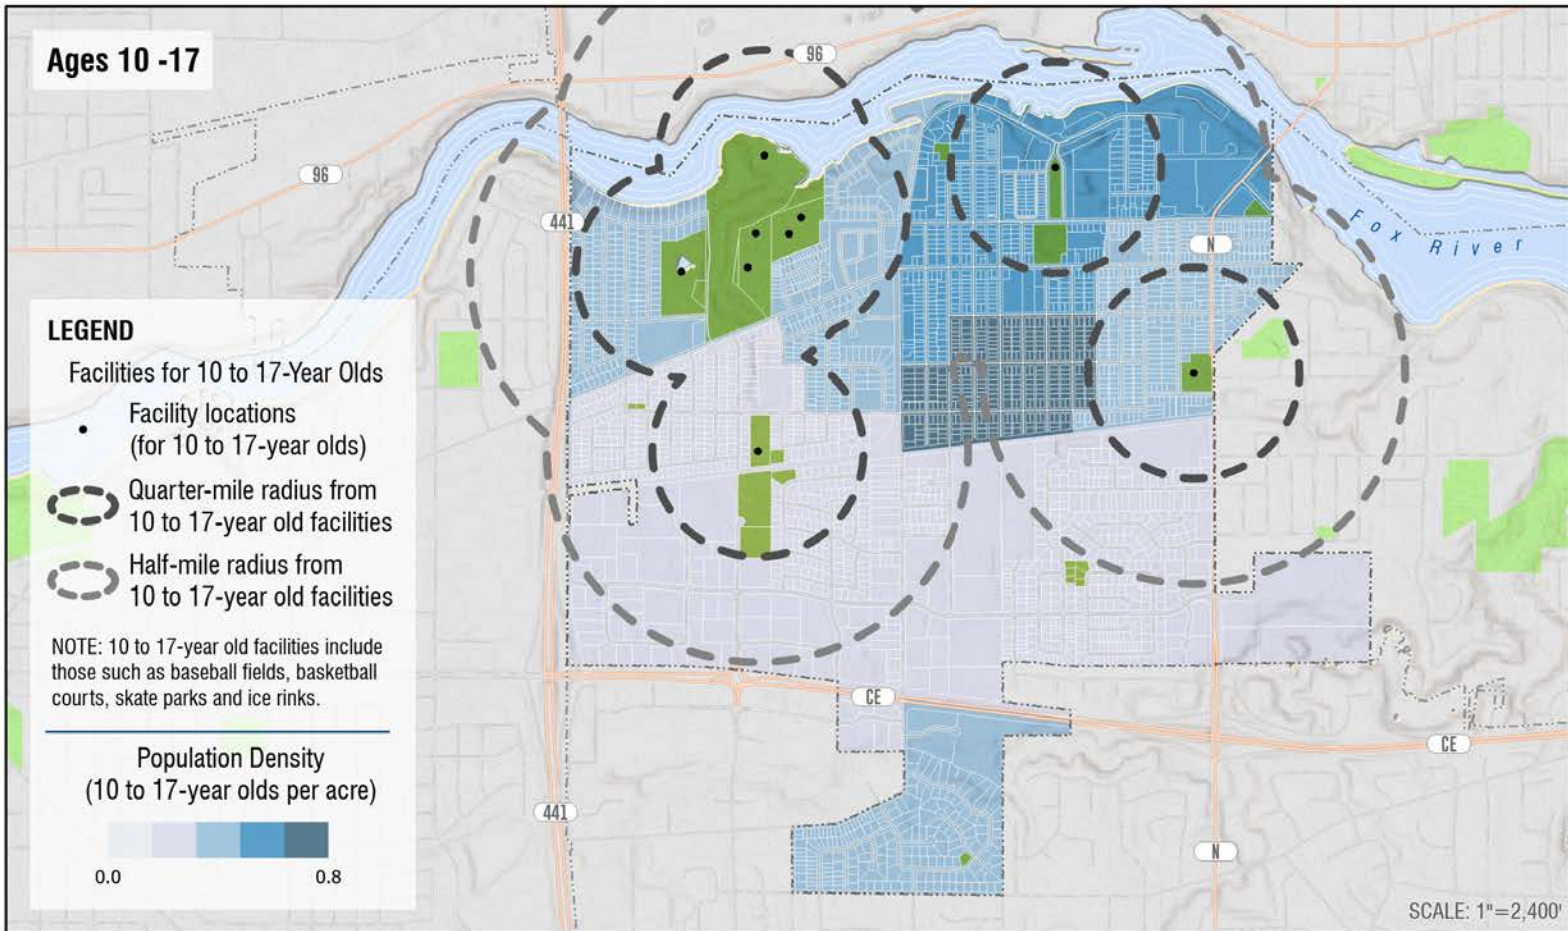 Ages 10 -17
96
96
441
N
Fox River
LEGEND
Facilities for 10 to 17-Year Olds
Facility locations
(for 10 to 17-year olds)
Quarter-mile radius from
10 to 17-year old facilities
Half-mile radius from
10 to 17-year old facilities
NOTE: 10 to 17-year old facilities include
those such as baseball fields, basketball
courts, skate parks and ice rinks.
Population Density
(10 to 17-year olds per acre)
0.0 0.8
CE
CE
441
N
SCALE: 1"=2,400'